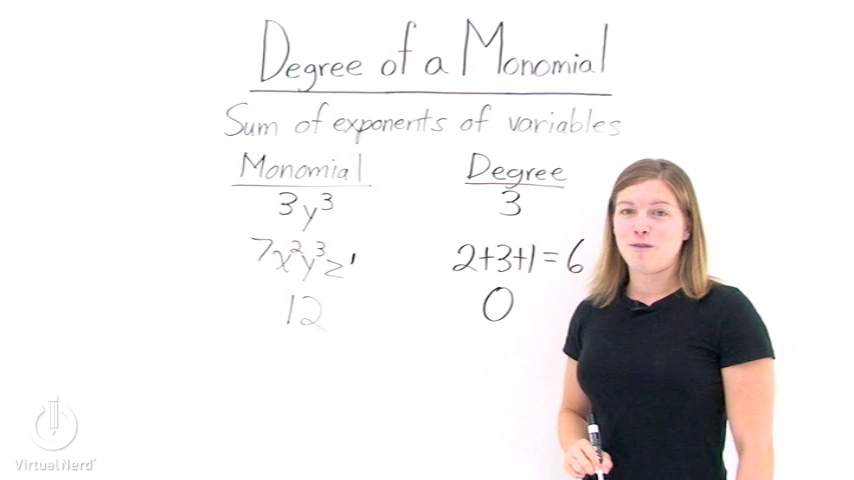 Degree of a Monomial
Sum of exponents of variables
Monomial Degree
3y³ 3
7x²y³z¹ 2+3+1=6
12 0
VirtualNerd™